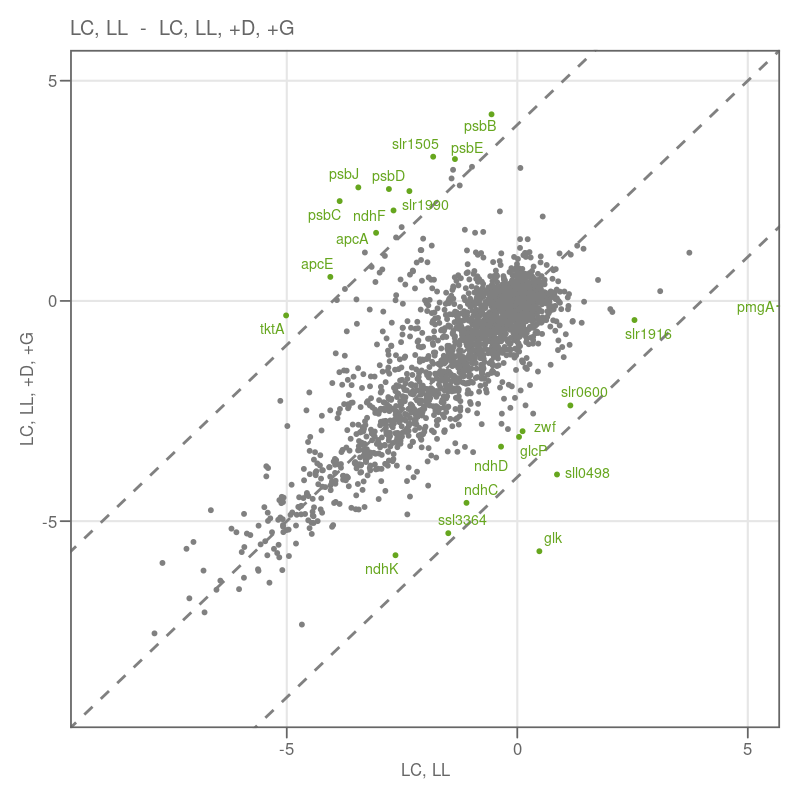 LC, LL - LC, LL, +D, +G
5
psbB
slr1505
psbE
psbJ
psbD
slr1990
psbC
ndhF
apcA
apcE
0
pmgA
tktA
slr1916
LC, LL, +D, +G
slr0600
zwf
glcP
ndhD
sll0498
ndhC
-5
ssl3364
glk
ndhK
-5
0
5
LC, LL